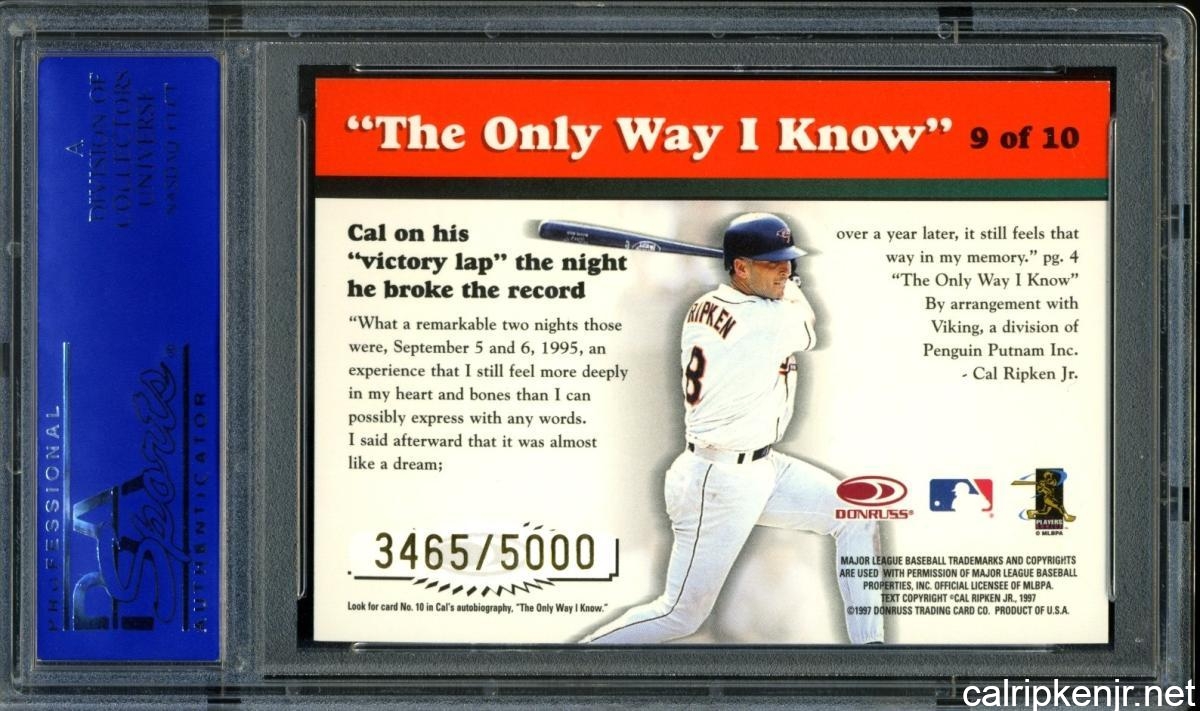 A
DIVISION OF
COLLECTORS
UNIVERSE
NASDAQ: CLCT
PROFESSIONAL
PSA
Sports
AUTHENTICATOR
“The Only Way I Know” 9 of 10
Cal on his
“victory lap” the night
he broke the record
“What a remarkable two nights those
were, September 5 and 6, 1995, an
experience that I still feel more deeply
in my heart and bones than I can
possibly express with any words.
I said afterward that it was almost
like a dream;
over a year later, it still feels that
way in my memory.” pg. 4
“The Only Way I Know”
By arrangement with
Viking, a division of
Penguin Putnam Inc.
- Cal Ripken Jr.
RIPKEN
8
3465/5000
Look for card No. 10 in Cal's autobiography, "The Only Way I Know."
DONRUSS®
PLAYERS
CHOICE
© MLBPA
MAJOR LEAGUE BASEBALL TRADEMARKS AND COPYRIGHTS
ARE USED WITH PERMISSION OF MAJOR LEAGUE BASEBALL
PROPERTIES, INC. OFFICIAL LICENSEE OF MLBPA.
TEXT COPYRIGHT ©CAL RIPKEN JR., 1997
©1997 DONRUSS TRADING CARD CO. PRODUCT OF U.S.A.
calripkenjr.net